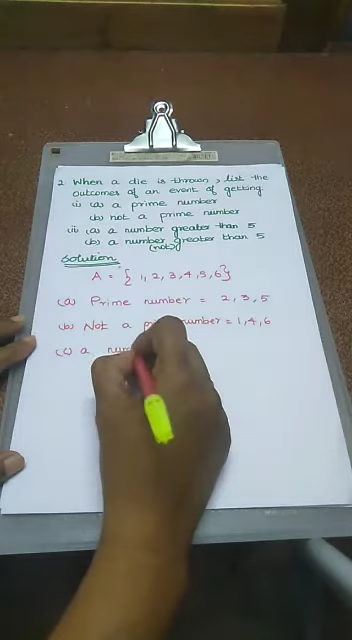 2. When a die is thrown, list the
outcomes of an event of getting
(i) (a) a prime number
(b) not a prime number
(ii) (a) a number greater than 5
(b) a number greater than 5
(not)
Solution
A = { 1, 2, 3, 4, 5, 6}
(a) Prime number = 2, 3, 5
(b) Not a number = 1, 4, 6
(c) a